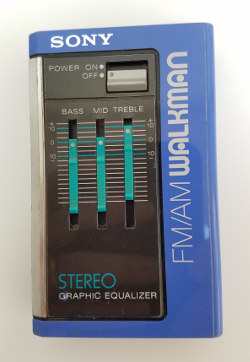 SONY
POWER ON
OFF
BASS MID TREBLE
STEREO
GRAPHIC EQUALIZER
FM/AM WALKMAN